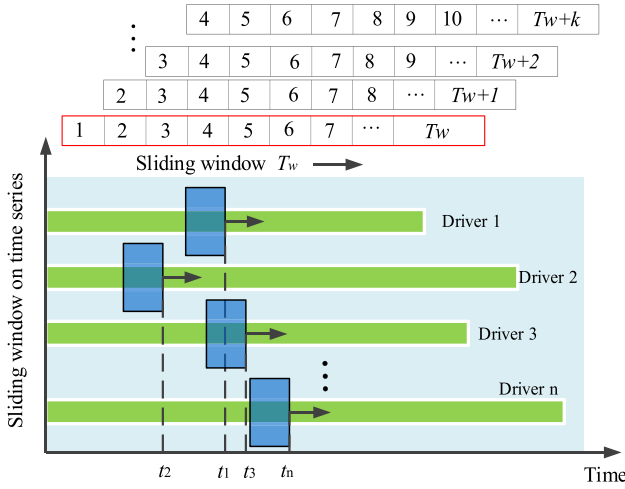 4 5 6 7 8 9 10 ... Tw+k
3 4 5 6 7 8 9 ... Tw+2
2 3 4 5 6 7 8 ... Tw+1
1 2 3 4 5 6 7 ... Tw
Sliding window Tw
Sliding window on time series
Driver 1
Driver 2
Driver 3
Driver n
t2 t1 t3 tn
Time